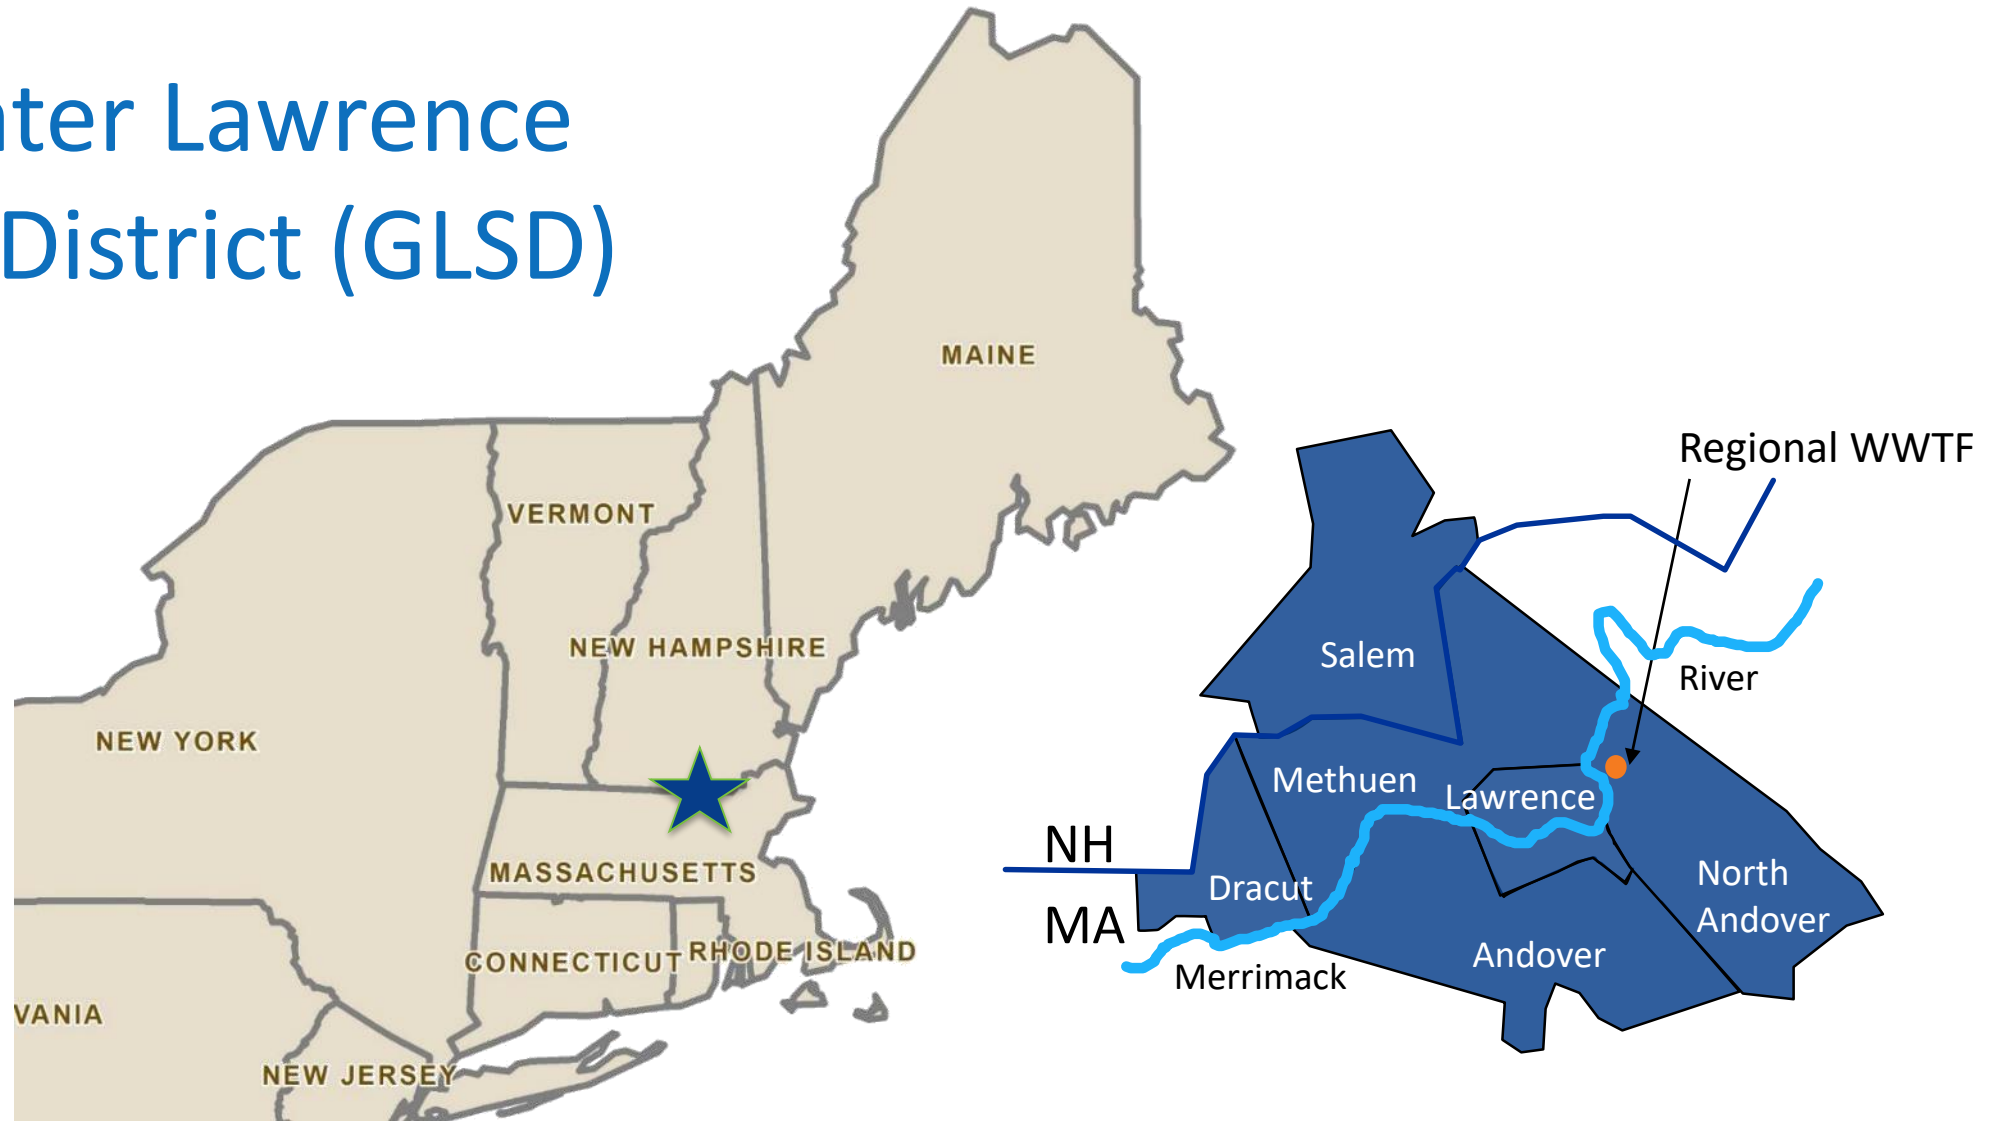 ater Lawrence
District (GLSD)
MAINE
VERMONT
NEW HAMPSHIRE
NEW YORK
MASSACHUSETTS
CONNECTICUT
RHODE ISLAND
VANIA
NEW JERSEY
Regional WWTF
Salem
River
Methuen
Lawrence
NH
Dracut
North
Andover
MA
Andover
Merrimack